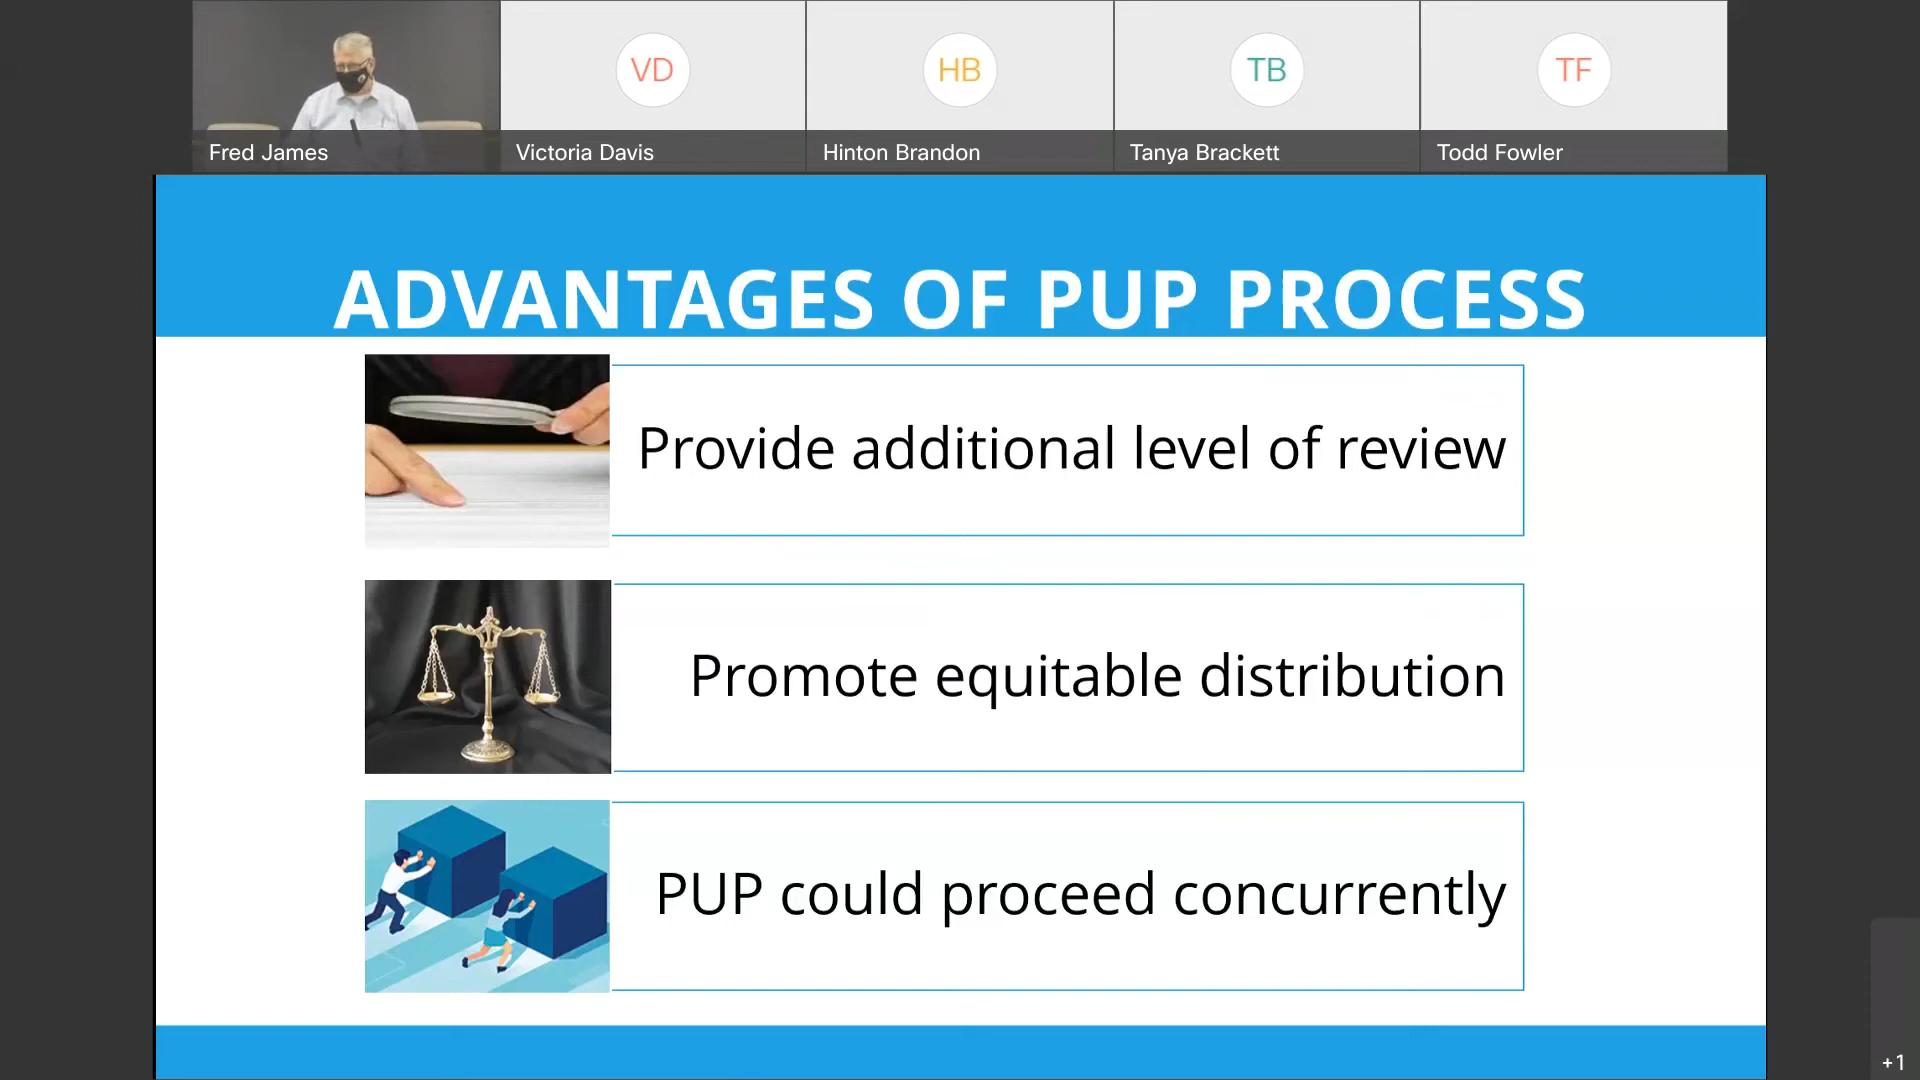 VD
HB
TB
TF
Fred James
Victoria Davis
Hinton Brandon
Tanya Brackett
Todd Fowler
ADVANTAGES OF PUP PROCESS
Provide additional level of review
Promote equitable distribution
PUP could proceed concurrently
+1